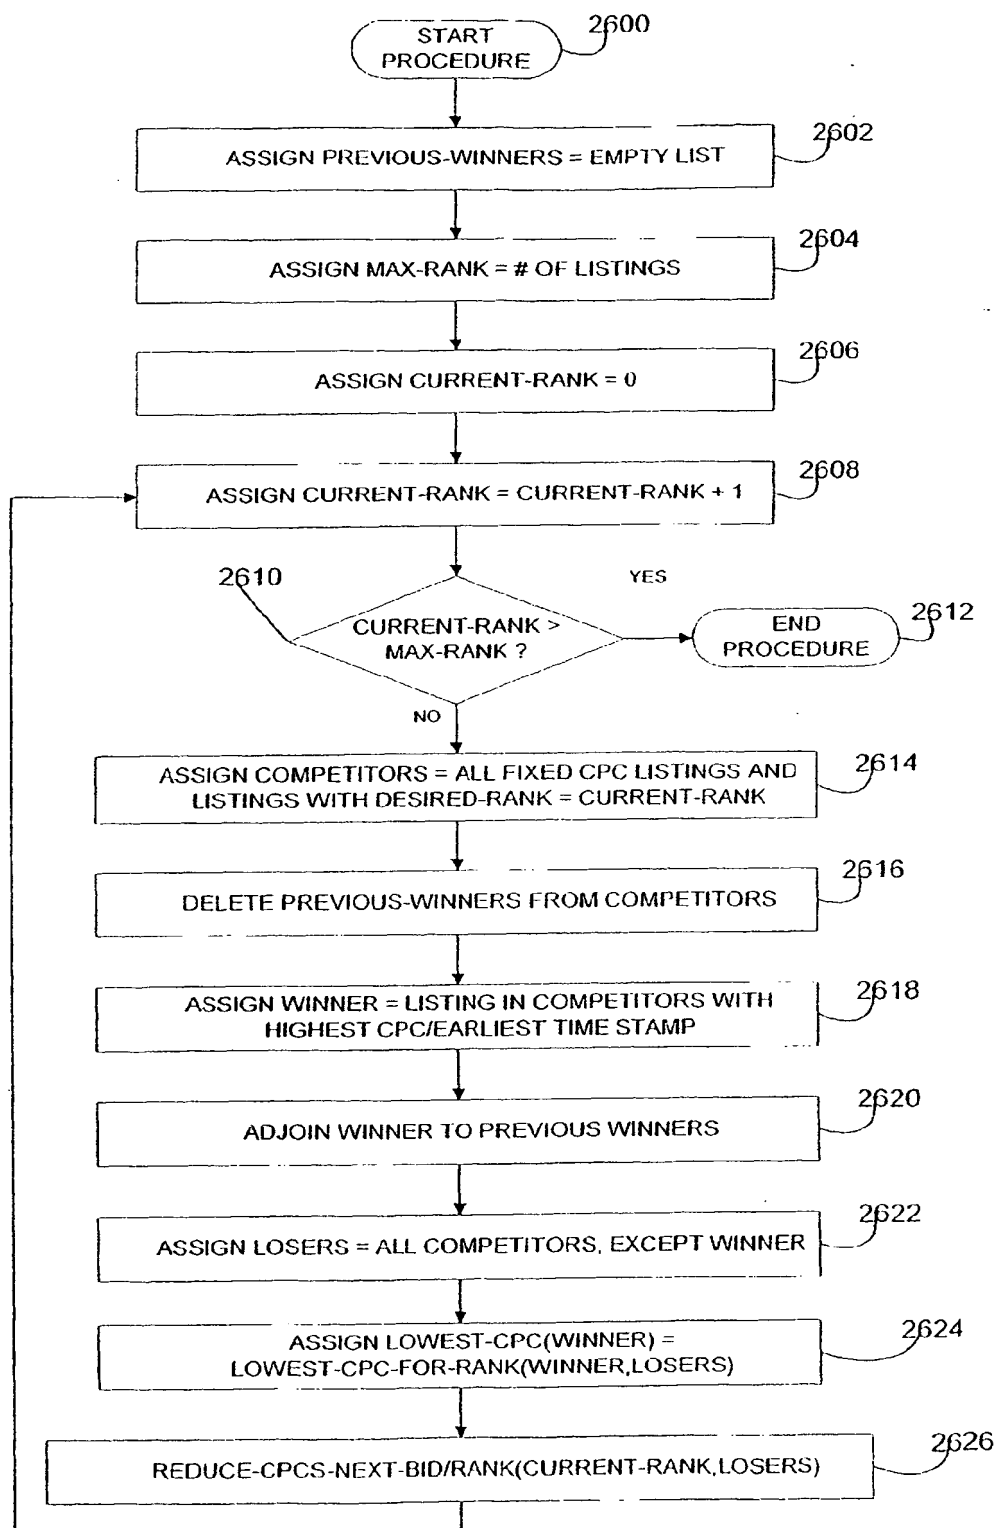 START
PROCEDURE
2600
ASSIGN PREVIOUS-WINNERS = EMPTY LIST
2602
ASSIGN MAX-RANK = # OF LISTINGS
2604
ASSIGN CURRENT-RANK = 0
2606
ASSIGN CURRENT-RANK = CURRENT-RANK + 1
2608
2610
CURRENT-RANK >
MAX-RANK ?
YES
END
PROCEDURE
2612
NO
ASSIGN COMPETITORS = ALL FIXED CPC LISTINGS AND
LISTINGS WITH DESIRED-RANK = CURRENT-RANK
2614
DELETE PREVIOUS-WINNERS FROM COMPETITORS
2616
ASSIGN WINNER = LISTING IN COMPETITORS WITH
HIGHEST CPC/EARLIEST TIME STAMP
2618
ADJOIN WINNER TO PREVIOUS WINNERS
2620
ASSIGN LOSERS = ALL COMPETITORS, EXCEPT WINNER
2622
ASSIGN LOWEST-CPC(WINNER) =
LOWEST-CPC-FOR-RANK(WINNER,LOSERS)
2624
REDUCE-CPCS-NEXT-BID/RANK(CURRENT-RANK,LOSERS)
2626